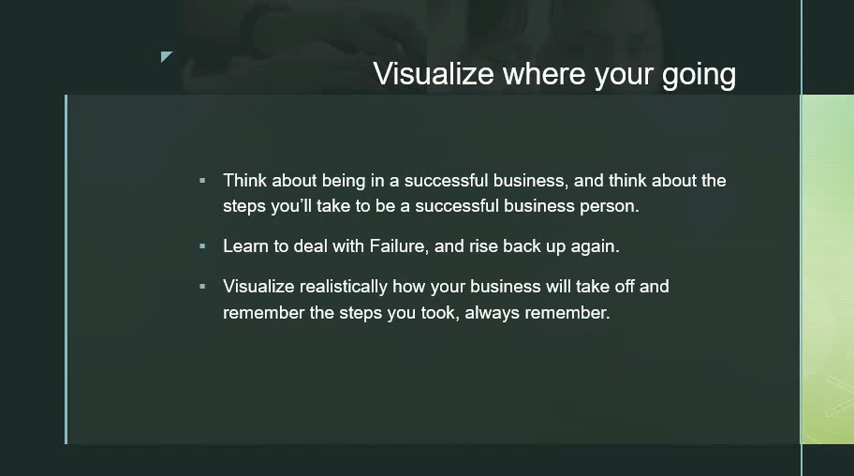 Visualize where your going
▪ Think about being in a successful business, and think about the
steps you’ll take to be a successful business person.
▪ Learn to deal with Failure, and rise back up again.
▪ Visualize realistically how your business will take off and
remember the steps you took, always remember.